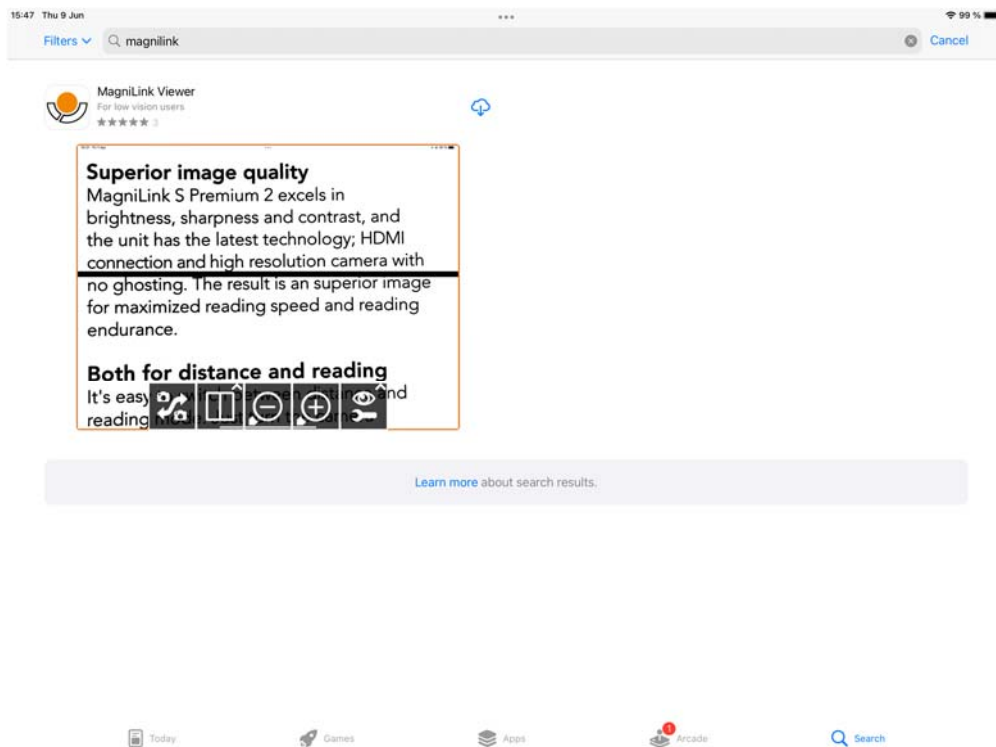 15:47 Thu 9 Jun
99 %
Filters magnilink Cancel
MagniLink Viewer
For low vision users
3
Superior image quality
MagniLink S Premium 2 excels in
brightness, sharpness and contrast, and
the unit has the latest technology; HDMI
connection and high resolution camera with
no ghosting. The result is an superior image
for maximized reading speed and reading
endurance.
Both for distance and reading
It's easy and
reading
Learn more about search results.
Today Games Apps 1 Arcade Search